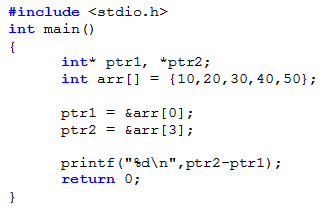 #include <stdio.h>
int main()
{
      int* ptr1, *ptr2;
      int arr[] = {10,20,30,40,50};

      ptr1 = &arr[0];
      ptr2 = &arr[3];

      printf("%d\n",ptr2-ptr1);
      return 0;
}